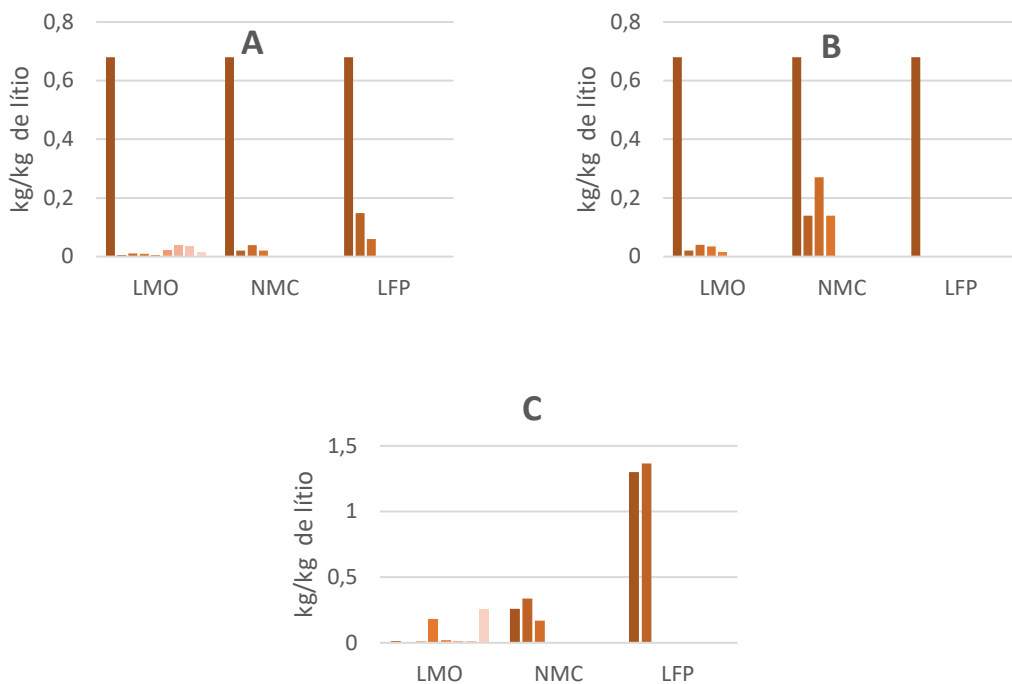 A
kg/kg de lítio
0,8
0,6
0,4
0,2
0
LMO NMC LFP
B
kg/kg de lítio
0,8
0,6
0,4
0,2
0
LMO NMC LFP
C
kg/kg de lítio
1,5
1
0,5
0
LMO NMC LFP